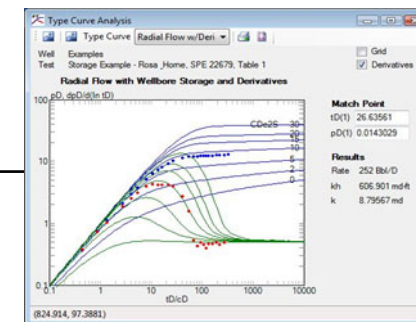 Type Curve Analysis
Type Curve Radial Flow w/Deri
Well Examples
Test Storage Example - Rosa ,Horne, SPE 22679, Table 1
Grid
Derivatives
Radial Flow with Wellbore Storage and Derivatives
pD, dpD/d(ln tD)
100
10
1
0.1
CDe2S
30
20
15
10
5
2
0
0.1 1 10 100 1000 10000
tD/cD
Match Point
tD(1) 26.63561
pD(1) 0.0143029
Results
Rate 252 Bbl/D
kh 606.901 md-ft
k 8.79567 md
(824.914, 97.3881)